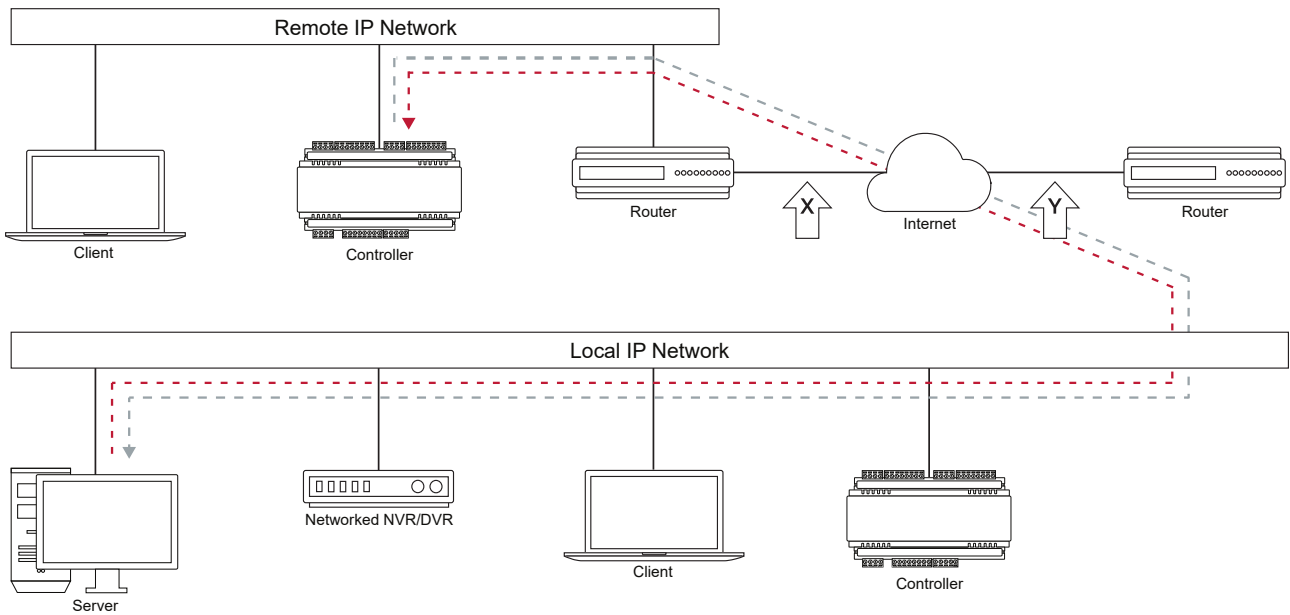 Remote IP Network
Client
Controller
Router
X
Internet
Y
Router
Local IP Network
Server
Networked NVR/DVR
Client
Controller